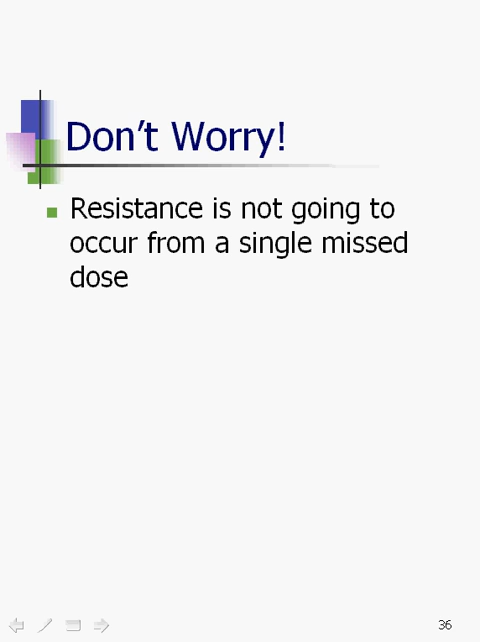 Don’t Worry!
Resistance is not going to
occur from a single missed
dose
36